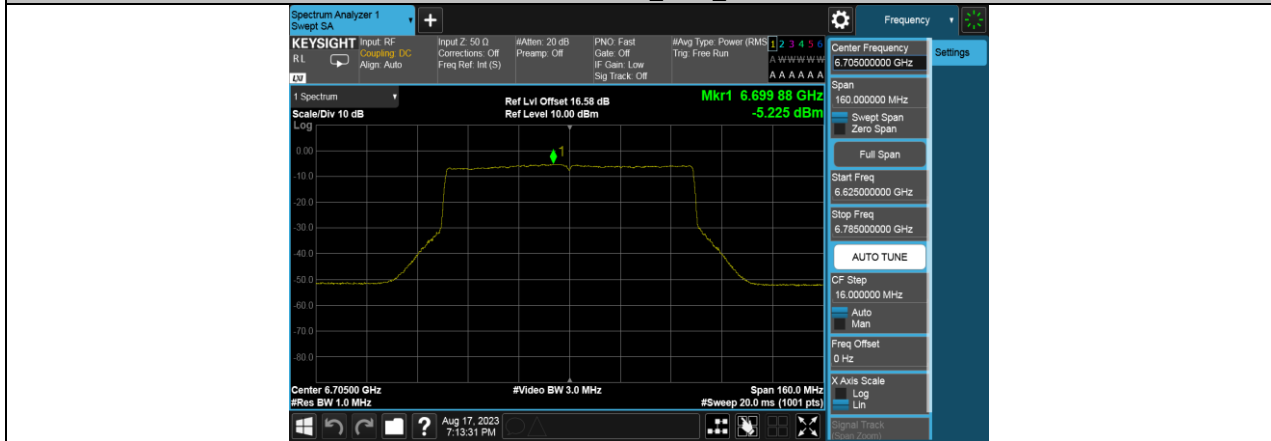 Spectrum Analyzer 1
Swept SA
Frequency
KEYSIGHT
RL
LXI
Input: RF
Coupling: DC
Align: Auto
Input Z: 50 Ω
Corrections: Off
Freq Ref: Int (S)
#Atten: 20 dB
Preamp: Off
PNO: Fast
Gate: Off
IF Gain: Low
Sig Track: Off
#Avg Type: Power (RMS
Trig: Free Run
1 2 3 4 5 6
A W W W W W
A A A A A A
Center Frequency
6.705000000 GHz
Settings
Span
160.000000 MHz
Swept Span
Zero Span
Full Span
Start Freq
6.625000000 GHz
Stop Freq
6.785000000 GHz
AUTO TUNE
CF Step
16.000000 MHz
Auto
Man
Freq Offset
0 Hz
X Axis Scale
Log
Lin
Signal Track
(Span Zoom)
1 Spectrum
Scale/Div 10 dB
Log
Ref Lvl Offset 16.58 dB
Ref Level 10.00 dBm
Mkr1 6.699 88 GHz
-5.225 dBm
1
0.00
-10.0
-20.0
-30.0
-40.0
-50.0
-60.0
-70.0
-80.0
Center 6.70500 GHz
#Res BW 1.0 MHz
#Video BW 3.0 MHz
Span 160.0 MHz
#Sweep 20.0 ms (1001 pts)
?
Aug 17, 2023
7:13:31 PM